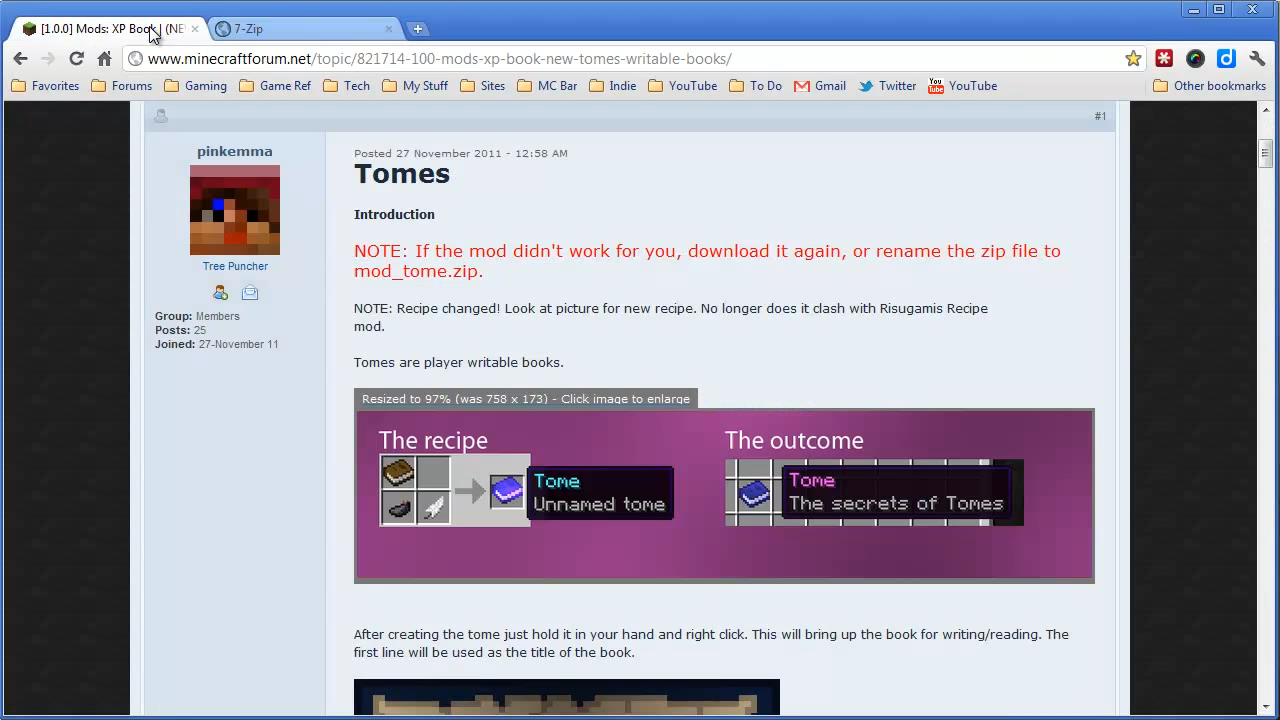 [1.0.0] Mods: XP Book | (NE
7-Zip
www.minecraftforum.net/topic/821714-100-mods-xp-book-new-tomes-writable-books/
Favorites
Forums
Gaming
Game Ref
Tech
My Stuff
Sites
MC Bar
Indie
YouTube
To Do
Gmail
Twitter
YouTube
Other bookmarks
#1
pinkemma
Tree Puncher
Group: Members
Posts: 25
Joined: 27-November 11
Posted 27 November 2011 - 12:58 AM
Tomes
Introduction
NOTE: If the mod didn't work for you, download it again, or rename the zip file to
mod_tome.zip.
NOTE: Recipe changed! Look at picture for new recipe. No longer does it clash with Risugamis Recipe
mod.
Tomes are player writable books.
Resized to 97% (was 758 x 173) - Click image to enlarge
The recipe
Tome
Unnamed tome
The outcome
Tome
The secrets of Tomes
After creating the tome just hold it in your hand and right click. This will bring up the book for writing/reading. The
first line will be used as the title of the book.